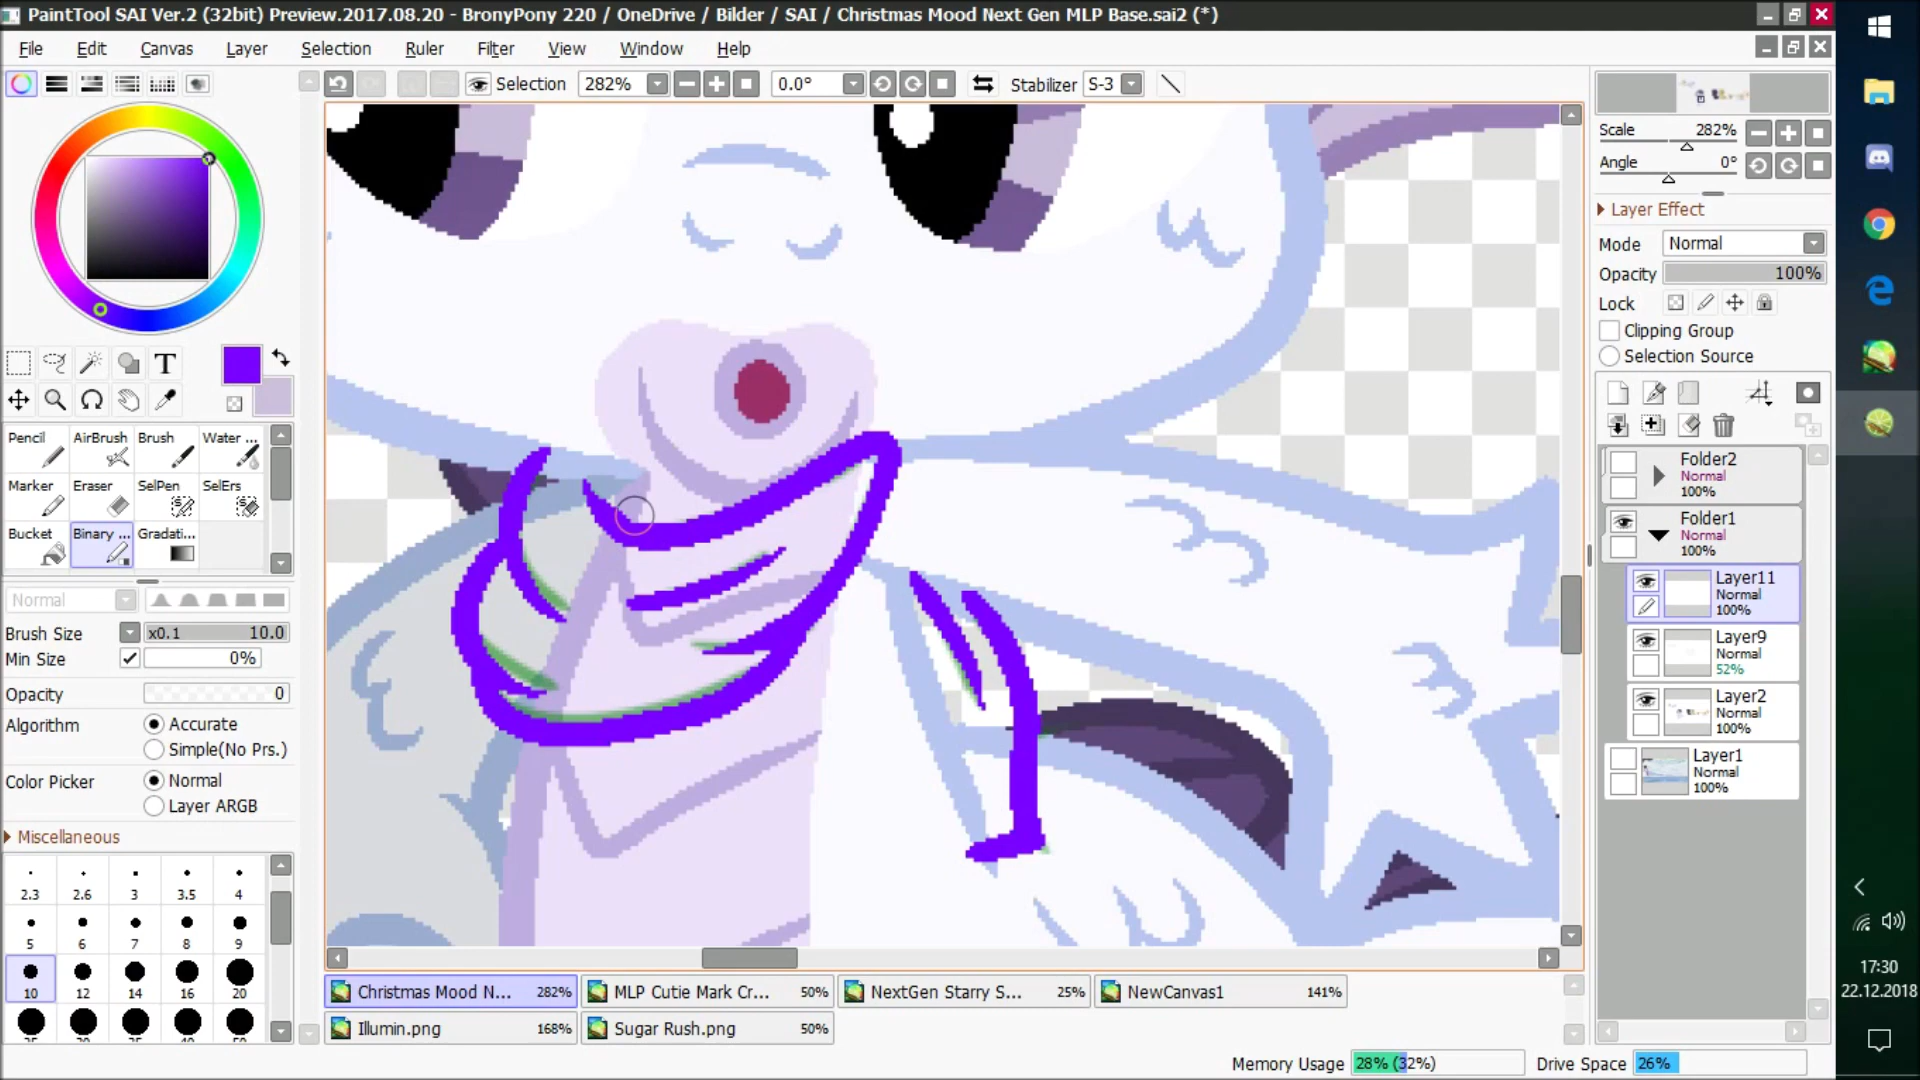 PaintTool SAI Ver.2 (32bit) Preview.2017.08.20 - BronyPony 220 / OneDrive / Bilder / SAI / Christmas Mood Next Gen MLP Base.sai2 (*)
File Edit Canvas Layer Selection Ruler Filter View Window Help
Selection 282% 0.0° Stabilizer S-3
Scale 282%
Angle 0°
Layer Effect
Mode Normal
Opacity 100%
Lock
Clipping Group
Selection Source
T
Pencil AirBrush Brush Water ...
Marker Eraser SelPen SelErs
Bucket Binary ... Gradati...
Normal
Brush Size x0.1 10.0
Min Size 0%
Opacity 0
Algorithm Accurate
Simple(No Prs.)
Color Picker Normal
Layer ARGB
Miscellaneous
2.3 2.6 3 3.5 4
5 6 7 8 9
10 12 14 16 20
Folder2
Normal
100%
Folder1
Normal
100%
Layer11
Normal
100%
Layer9
Normal
52%
Layer2
Normal
100%
Layer1
Normal
100%
Christmas Mood N... 282%
MLP Cutie Mark Cr... 50%
NextGen Starry S... 25%
NewCanvas1 141%
Illumin.png 168%
Sugar Rush.png 50%
Memory Usage 28% (32%)
Drive Space 26%
17:30
22.12.2018